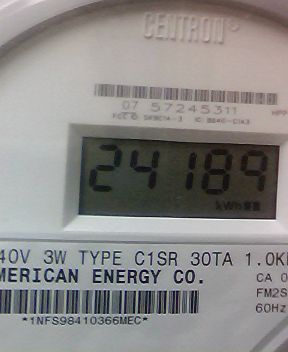 CENTRON®
07 57245311
24189
kWh
40V 3W TYPE C1SR 30TA 1.0K
MERICAN ENERGY CO.
CA 0
FM2S
60Hz
*1NFS98410366MEC*